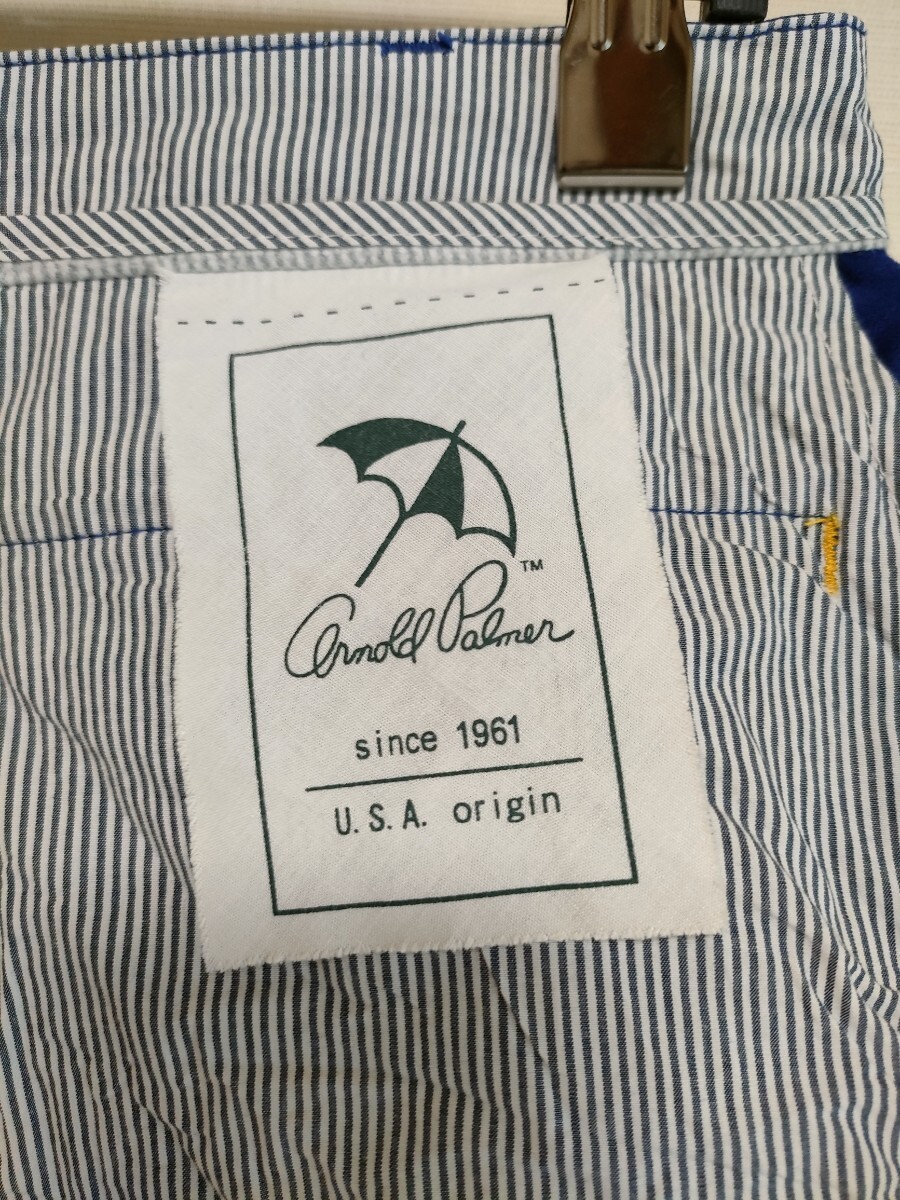 TM
Arnold Palmer
since 1961
U.S.A. origin